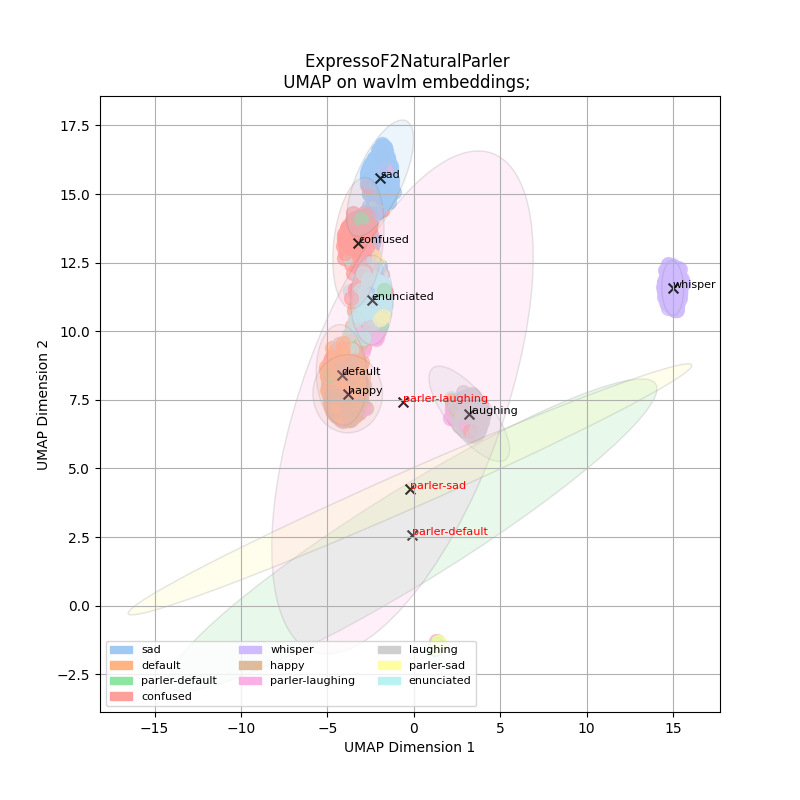 ExpressoF2NaturalParler
UMAP on wavlm embeddings;
UMAP Dimension 2
17.5
15.0
12.5
10.0
7.5
5.0
2.5
0.0
−2.5
sad
confused
whisper
enunciated
default
happy
parler-laughing
laughing
parler-sad
parler-default
sad
default
parler-default
confused
whisper
happy
parler-laughing
laughing
parler-sad
enunciated
−15
−10
−5
0
5
10
15
UMAP Dimension 1